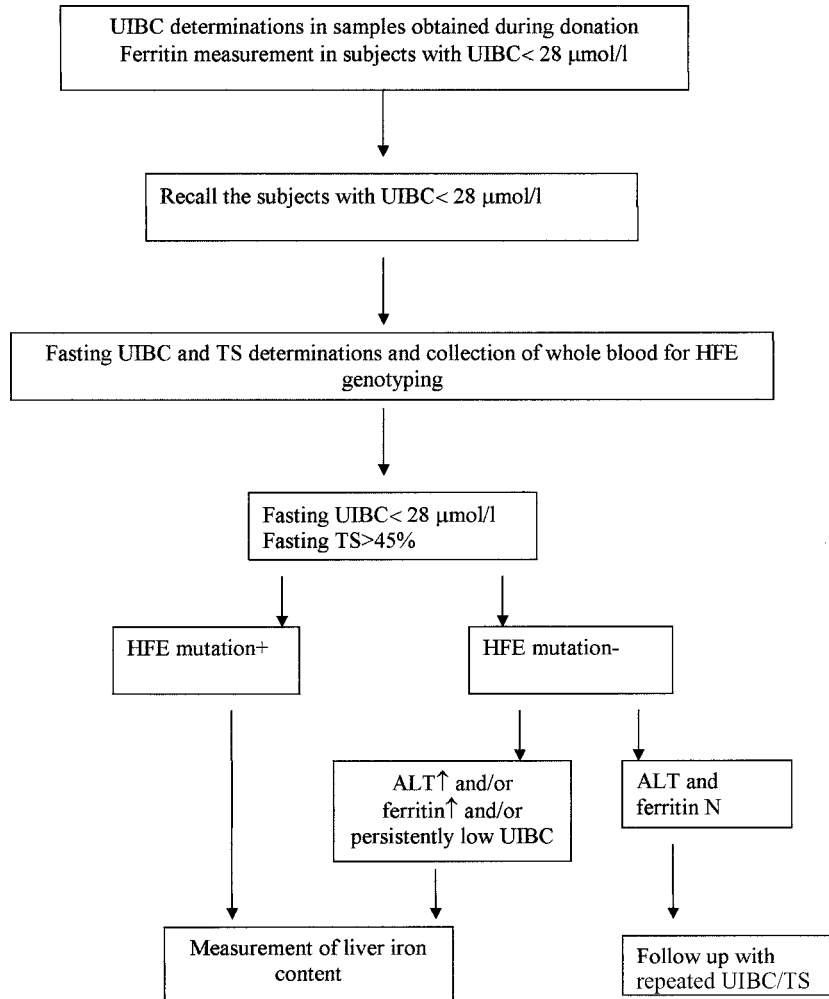 UIBC determinations in samples obtained during donation
Ferritin measurement in subjects with UIBC< 28 μmol/l
Recall the subjects with UIBC< 28 μmol/l
Fasting UIBC and TS determinations and collection of whole blood for HFE
genotyping
Fasting UIBC< 28 μmol/l
Fasting TS>45%
HFE mutation+
HFE mutation-
ALT↑ and/or
ferritin↑ and/or
persistently low UIBC
ALT and
ferritin N
Measurement of liver iron
content
Follow up with
repeated UIBC/TS